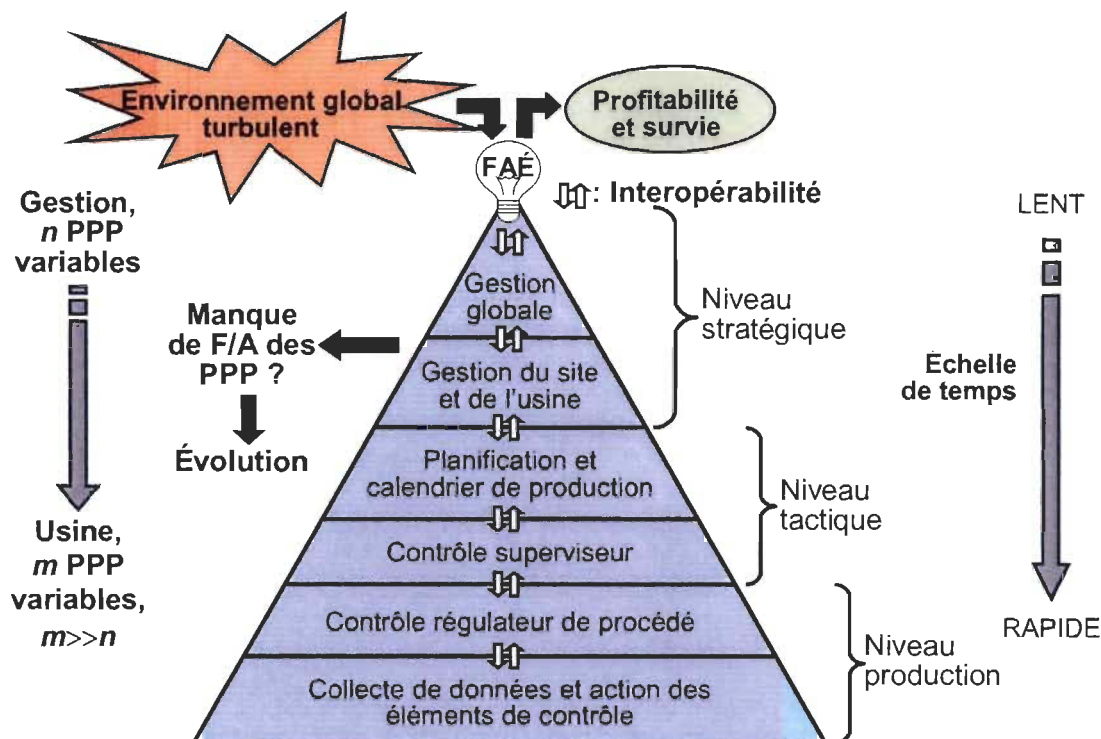 Environnement global
turbulent
Profitabilité
et survie
FAÉ
: Interopérabilité
Gestion,
n PPP
variables
Usine,
m PPP
variables,
m>>n
Manque
de F/A des
PPP ?
Évolution
Gestion
globale
Gestion du site
et de l'usine
Planification et
calendrier de production
Contrôle superviseur
Contrôle régulateur de procédé
Collecte de données et action des
éléments de contrôle
Niveau
stratégique
Niveau
tactique
Niveau
production
LENT
Échelle
de temps
RAPIDE